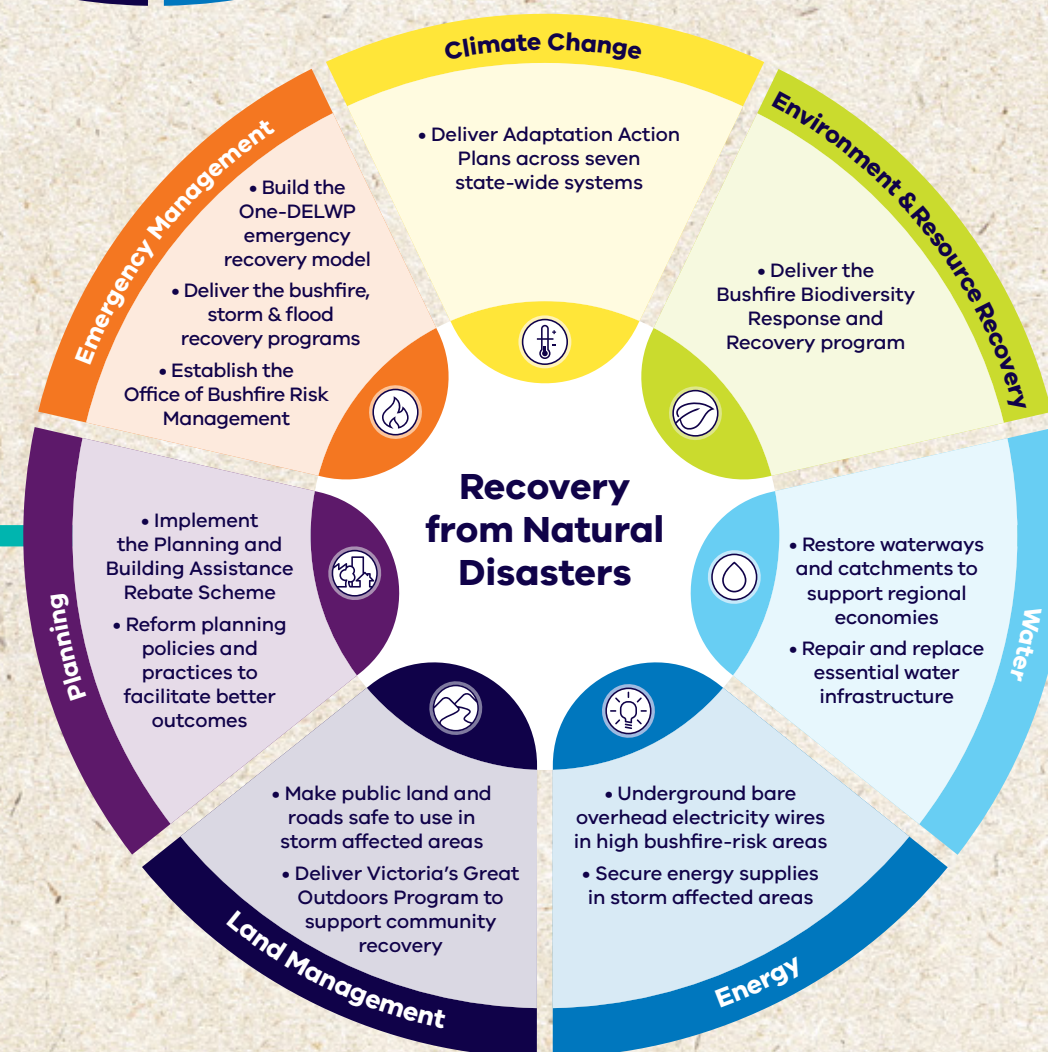 Climate Change
• Deliver Adaptation Action
Plans across seven
state-wide systems
Environment & Resource Recovery
• Deliver the
Bushfire Biodiversity
Response and
Recovery program
Water
• Restore waterways
and catchments to
support regional
economies
• Repair and replace
essential water
infrastructure
Energy
• Underground bare
overhead electricity wires
in high bushfire-risk areas
• Secure energy supplies
in storm affected areas
Land Management
• Make public land and
roads safe to use in
storm affected areas
• Deliver Victoria's Great
Outdoors Program to
support community
recovery
Planning
• Implement
the Planning and
Building Assistance
Rebate Scheme
• Reform planning
policies and
practices to
facilitate better
outcomes
Emergency Management
• Build the
One-DELWP
emergency
recovery model
• Deliver the bushfire,
storm & flood
recovery programs
• Establish the
Office of Bushfire Risk
Management
Recovery
from Natural
Disasters